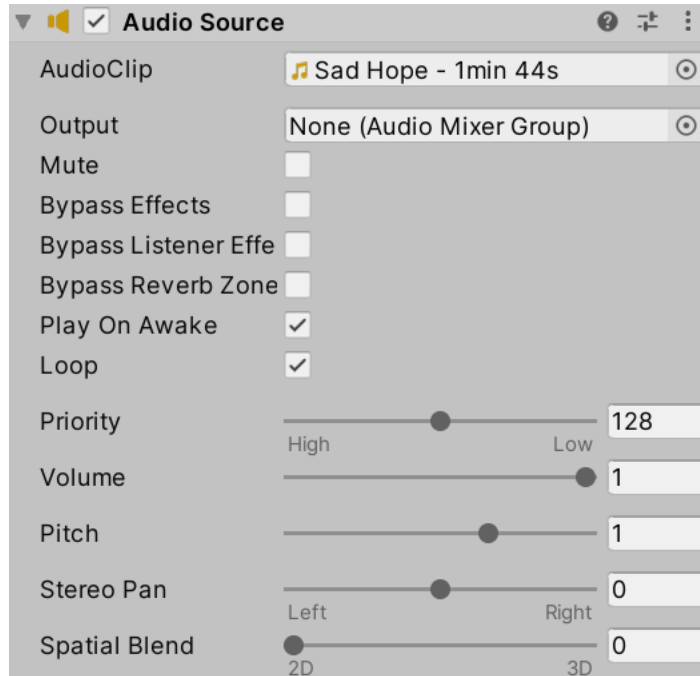 Audio Source
AudioClip Sad Hope - 1min 44s
Output None (Audio Mixer Group)
Mute
Bypass Effects
Bypass Listener Effe
Bypass Reverb Zone
Play On Awake
Loop
Priority 128
High Low
Volume 1
Pitch 1
Stereo Pan 0
Left Right
Spatial Blend 0
2D 3D